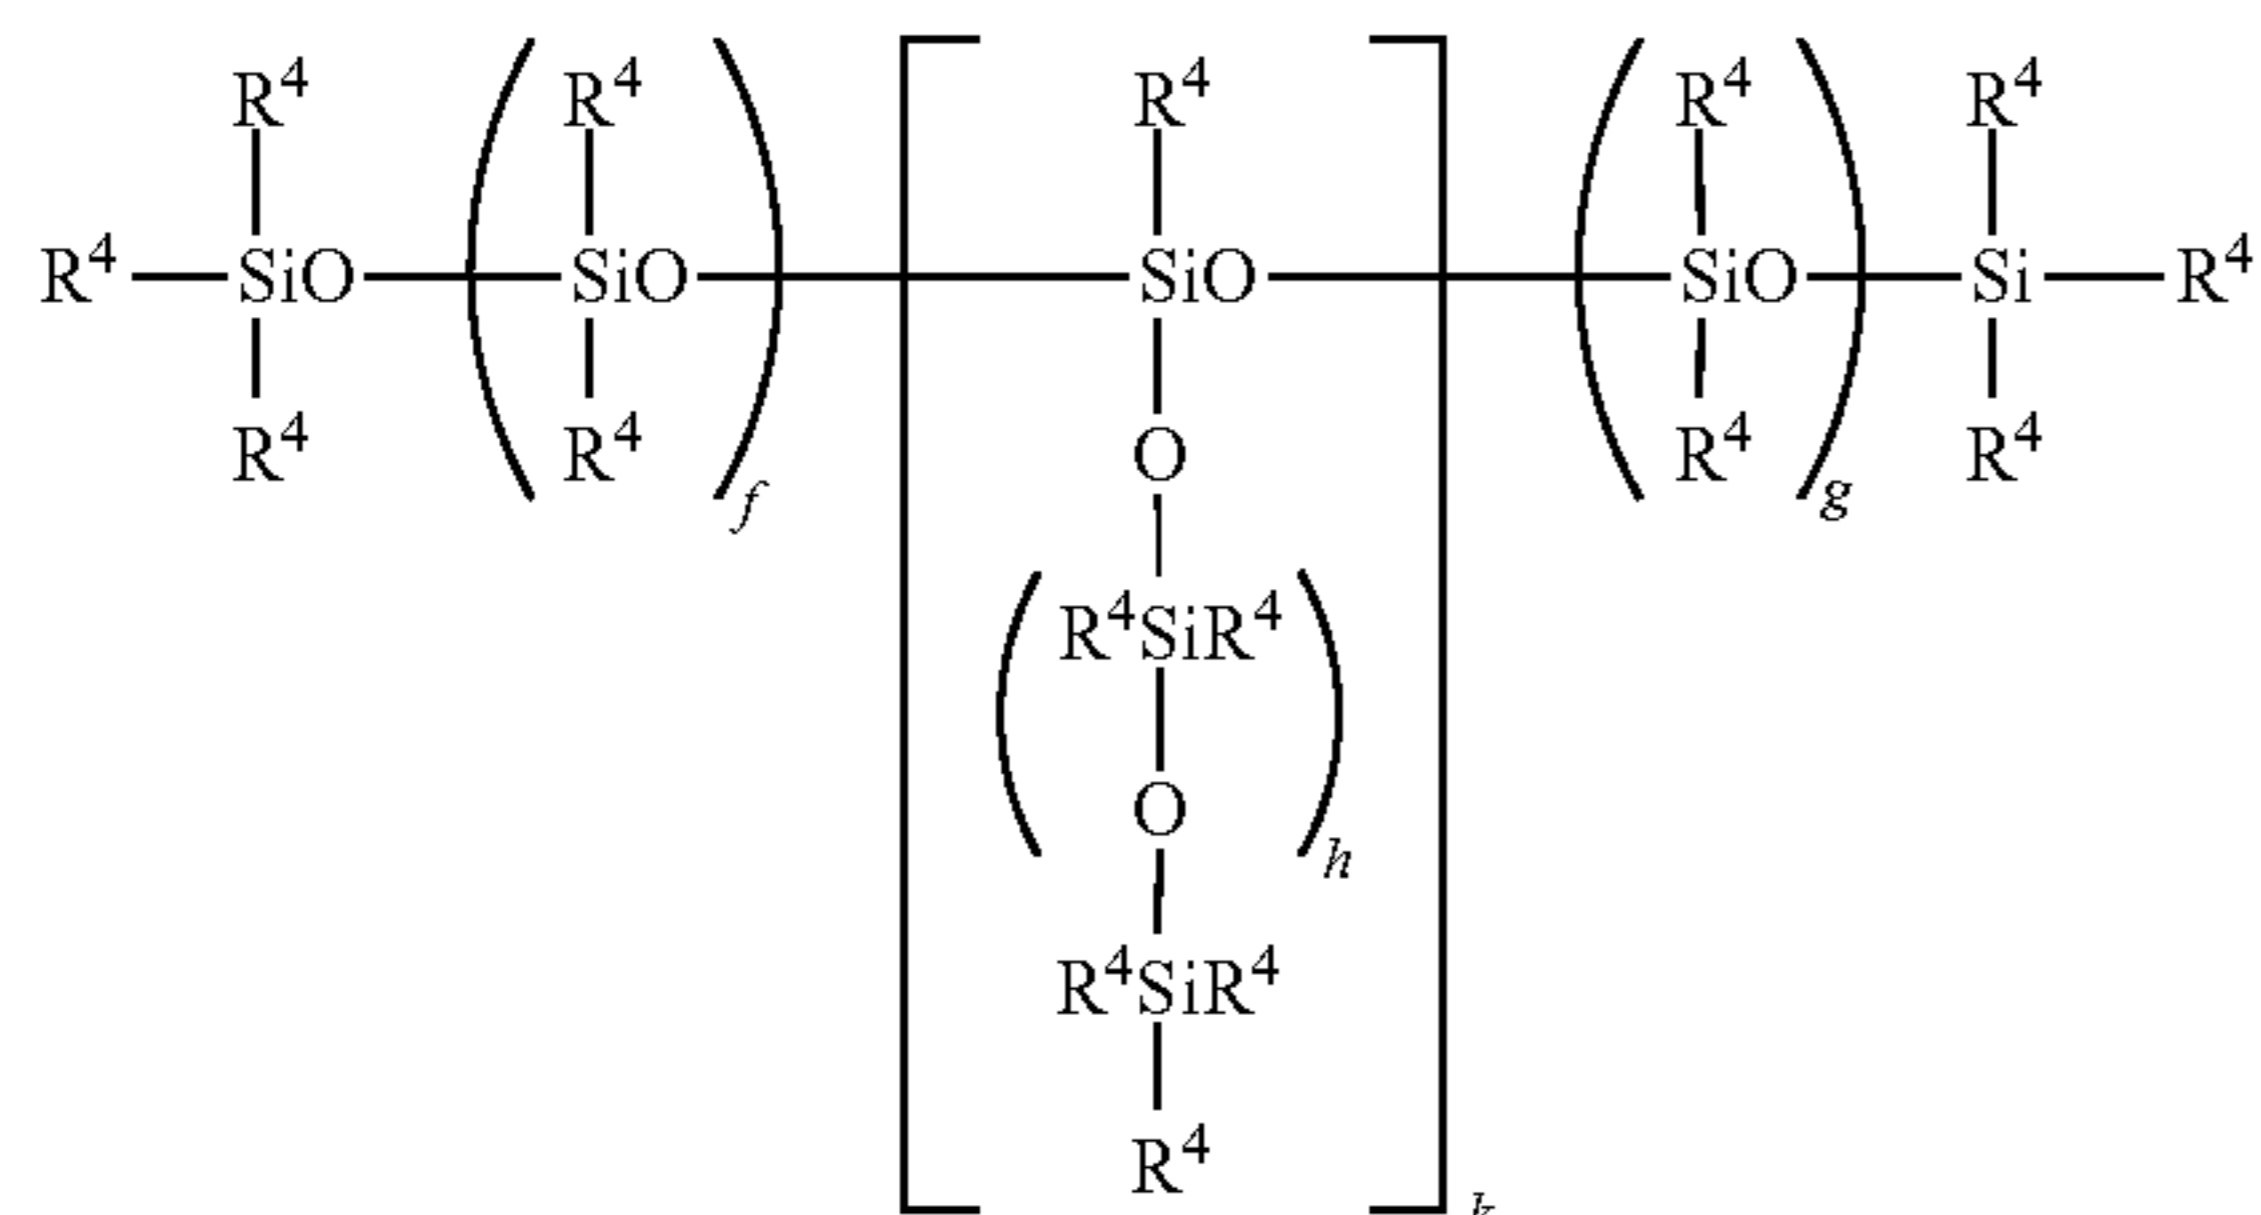 R⁴ R⁴ R⁴ R⁴ R⁴
R⁴ SiO SiO SiO SiO Si R⁴
R⁴ R⁴ O R⁴ R⁴
f g
R⁴SiR⁴
O
h
R⁴SiR⁴
R⁴